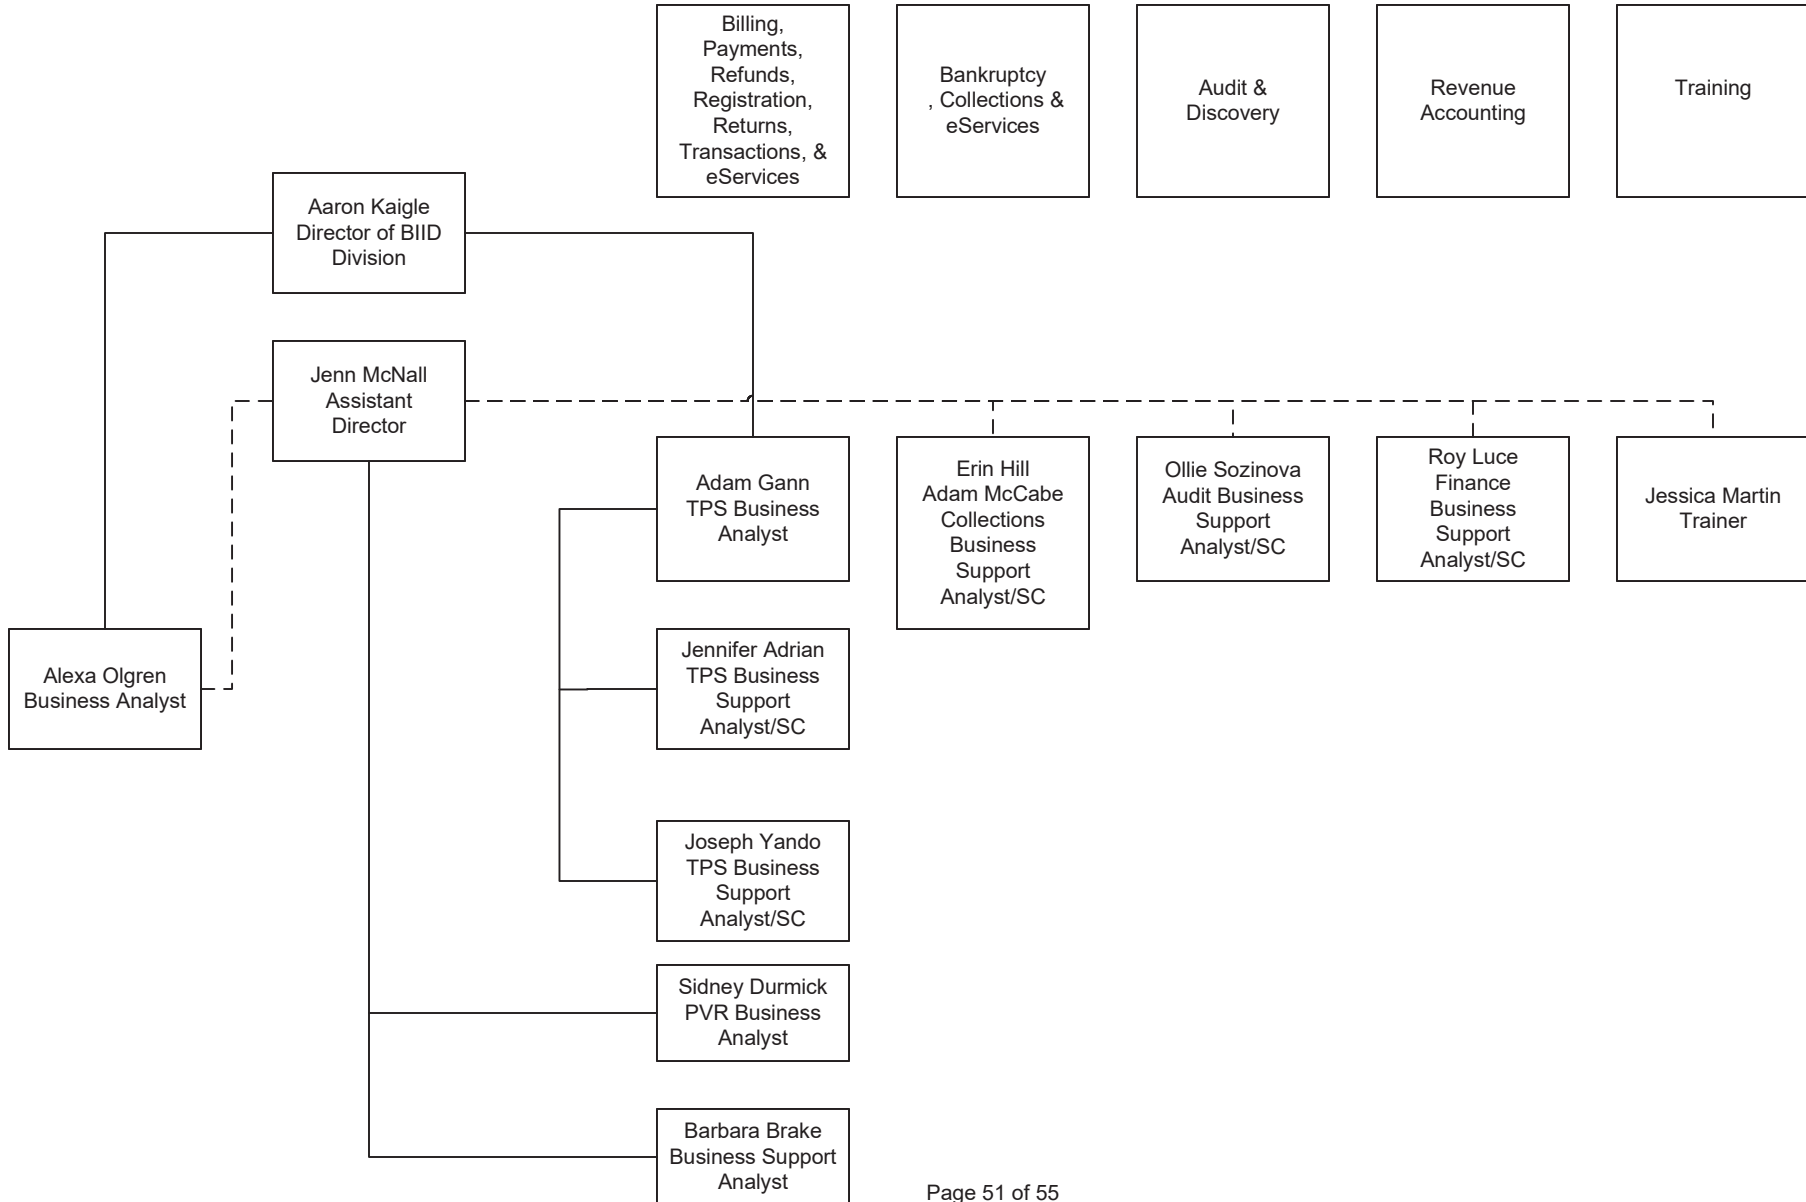 Billing,
Payments,
Refunds,
Registration,
Returns,
Transactions, &
eServices
Bankruptcy
, Collections &
eServices
Audit &
Discovery
Revenue
Accounting
Training
Aaron Kaigle
Director of BIID
Division
Jenn McNall
Assistant
Director
Adam Gann
TPS Business
Analyst
Erin Hill
Adam McCabe
Collections
Business
Support
Analyst/SC
Ollie Sozinova
Audit Business
Support
Analyst/SC
Roy Luce
Finance
Business
Support
Analyst/SC
Jessica Martin
Trainer
Alexa Olgren
Business Analyst
Jennifer Adrian
TPS Business
Support
Analyst/SC
Joseph Yando
TPS Business
Support
Analyst/SC
Sidney Durmick
PVR Business
Analyst
Barbara Brake
Business Support
Analyst
Page 51 of 55